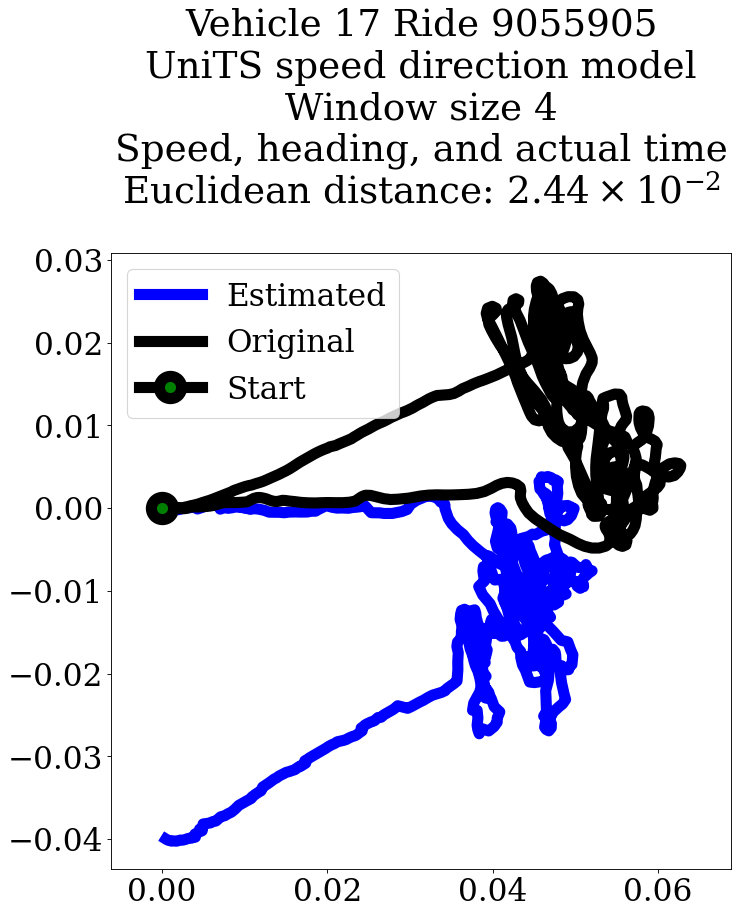 Vehicle 17 Ride 9055905
UniTS speed direction model
Window size 4
Speed, heading, and actual time
Euclidean distance: 2.44 × 10⁻²
Estimated
Original
Start
0.03
0.02
0.01
0.00
−0.01
−0.02
−0.03
−0.04
0.00 0.02 0.04 0.06